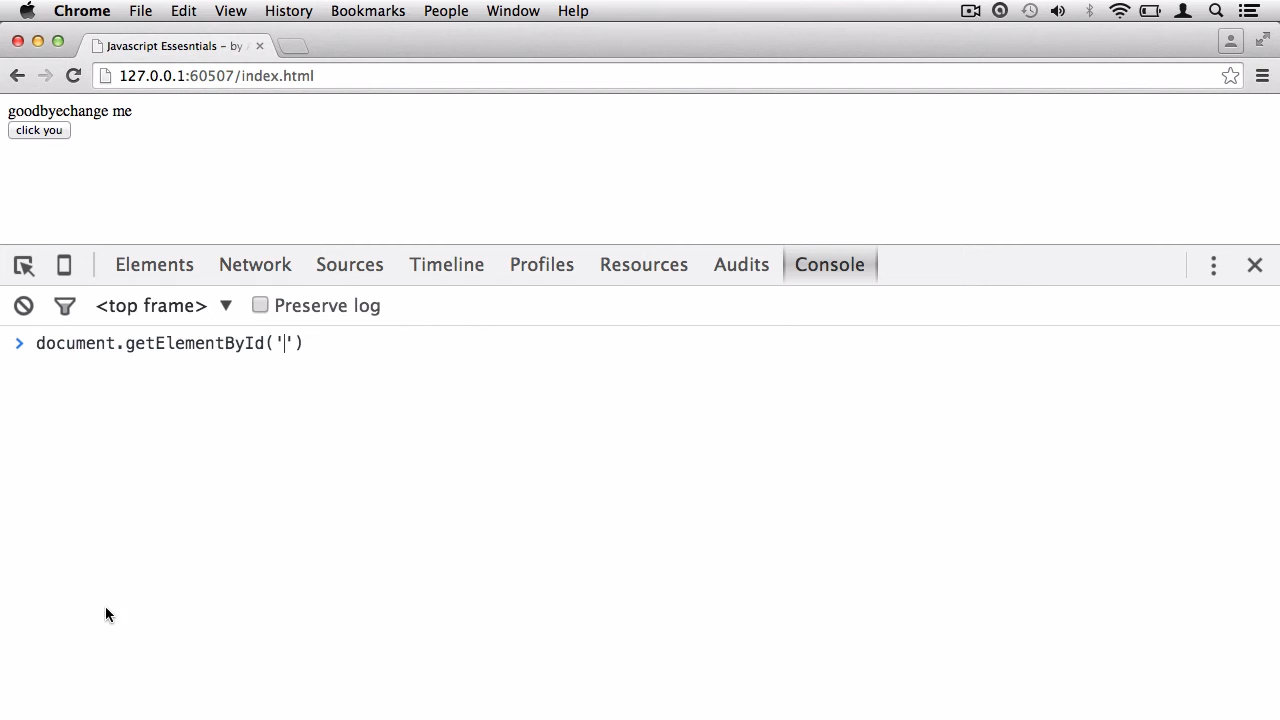 Chrome File Edit View History Bookmarks People Window Help
Javascript Essesntials - by
127.0.0.1:60507/index.html
goodbyechange me
click you
Elements Network Sources Timeline Profiles Resources Audits Console
<top frame> ▼ Preserve log
> document.getElementById('')